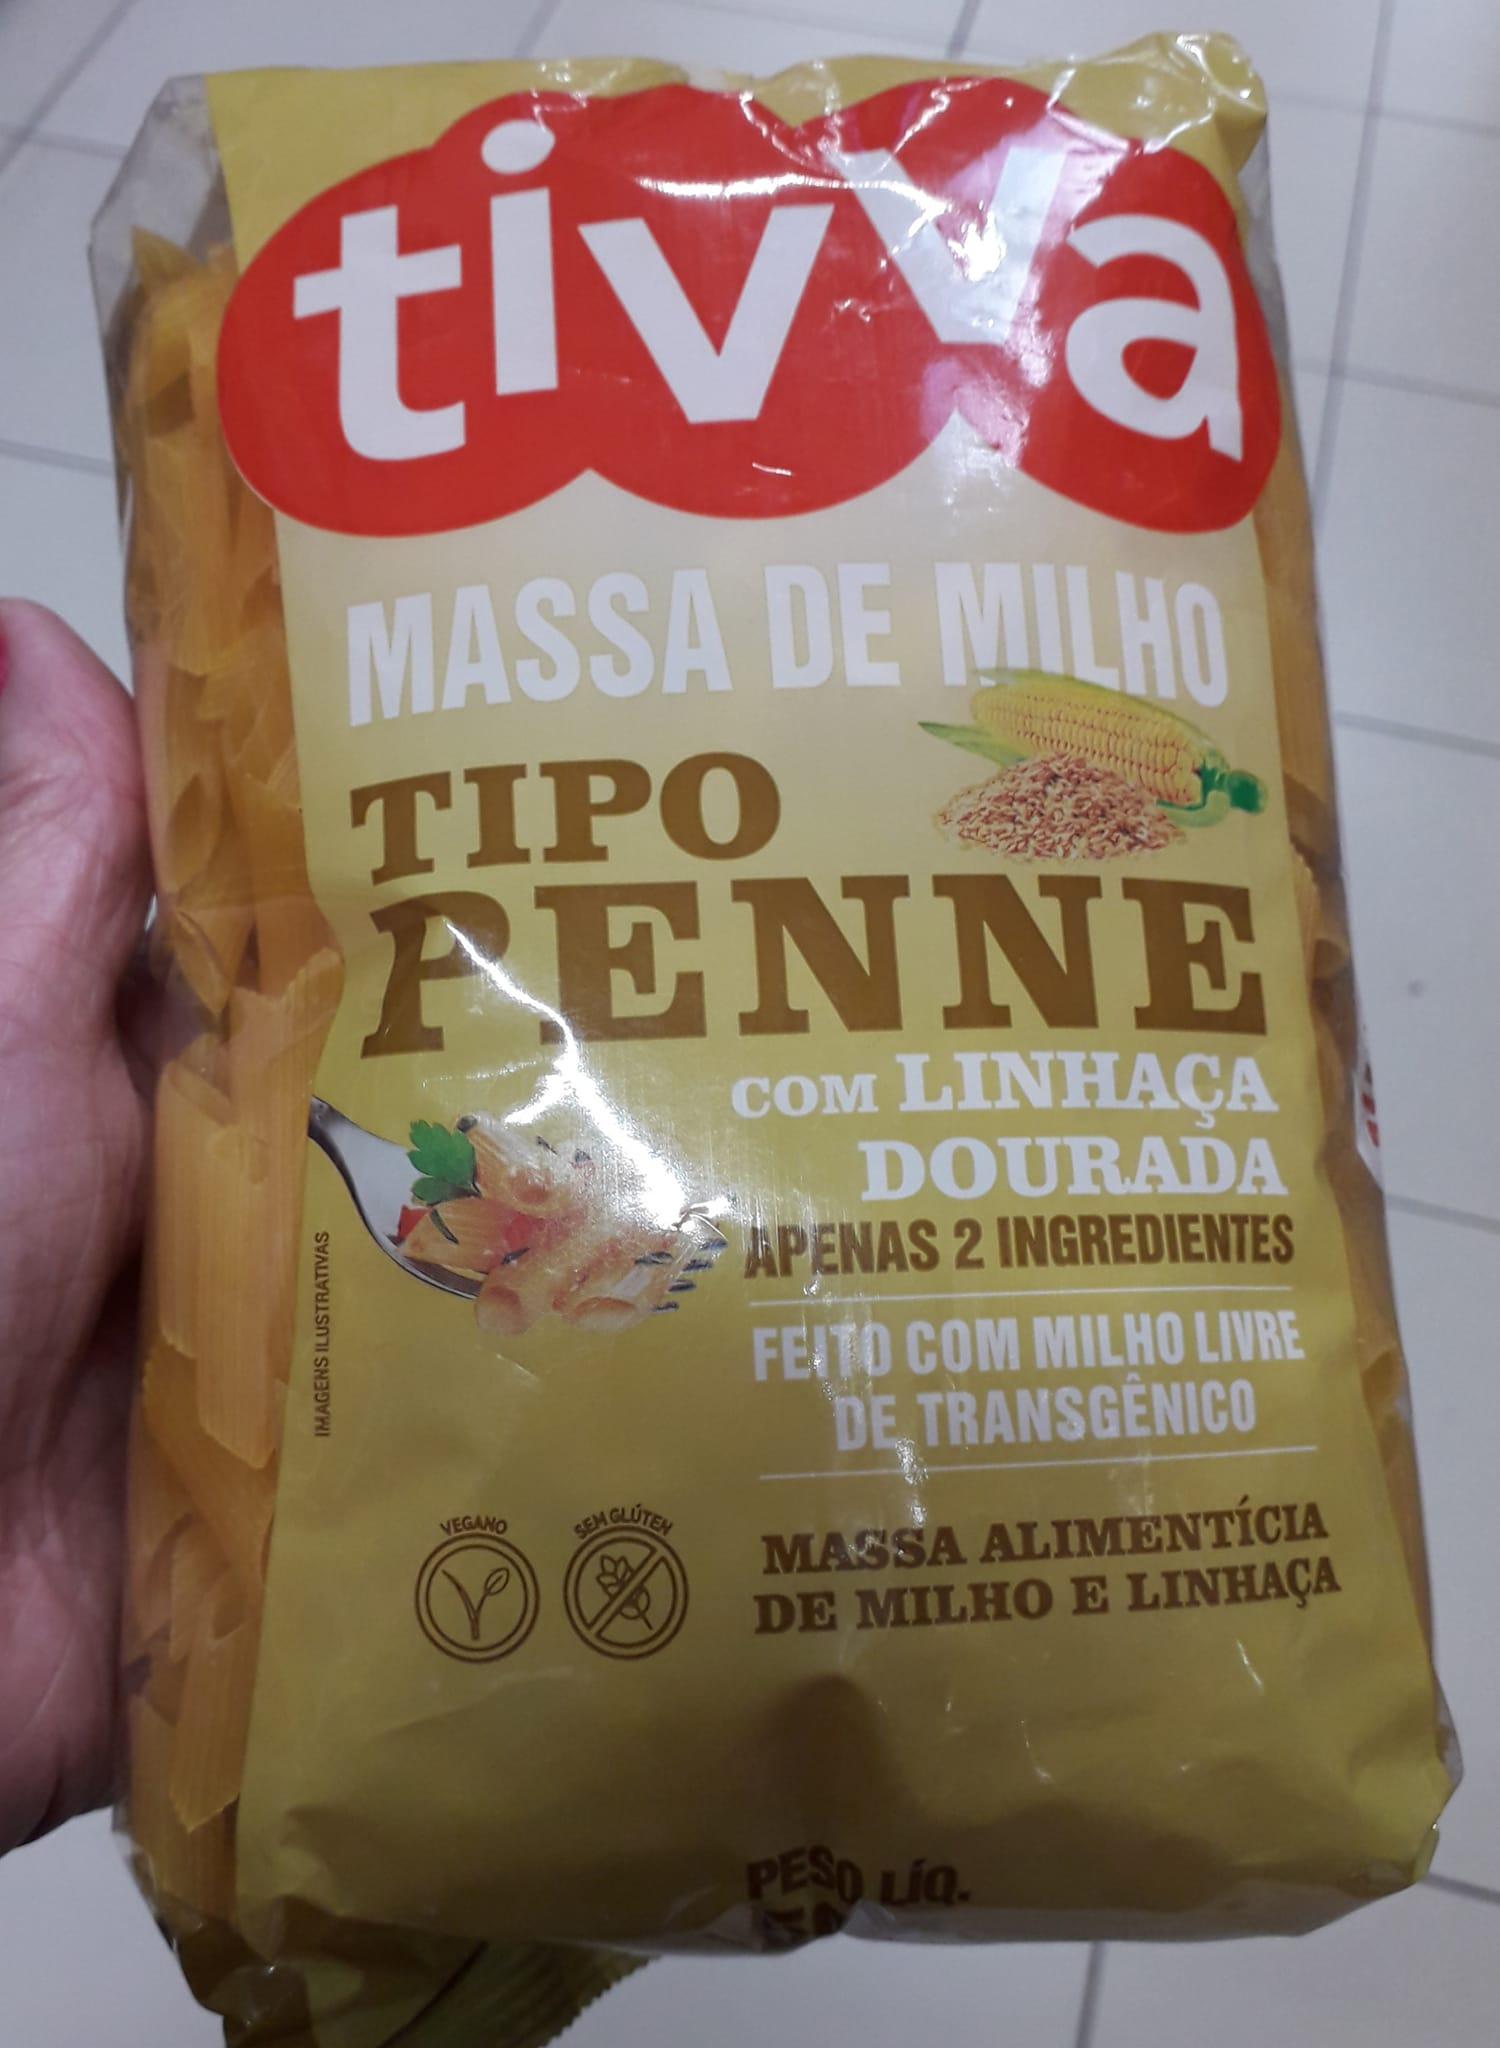 tivva
MASSA DE MILHO
TIPO
PENNE
COM LINHAÇA
DOURADA
APENAS 2 INGREDIENTES
FEITO COM MILHO LIVRE
DE TRANSGÊNICO
IMAGENS ILUSTRATIVAS
VEGANO
SEM GLÚTEN
MASSA ALIMENTÍCIA
DE MILHO E LINHAÇA
PESO LÍQ.